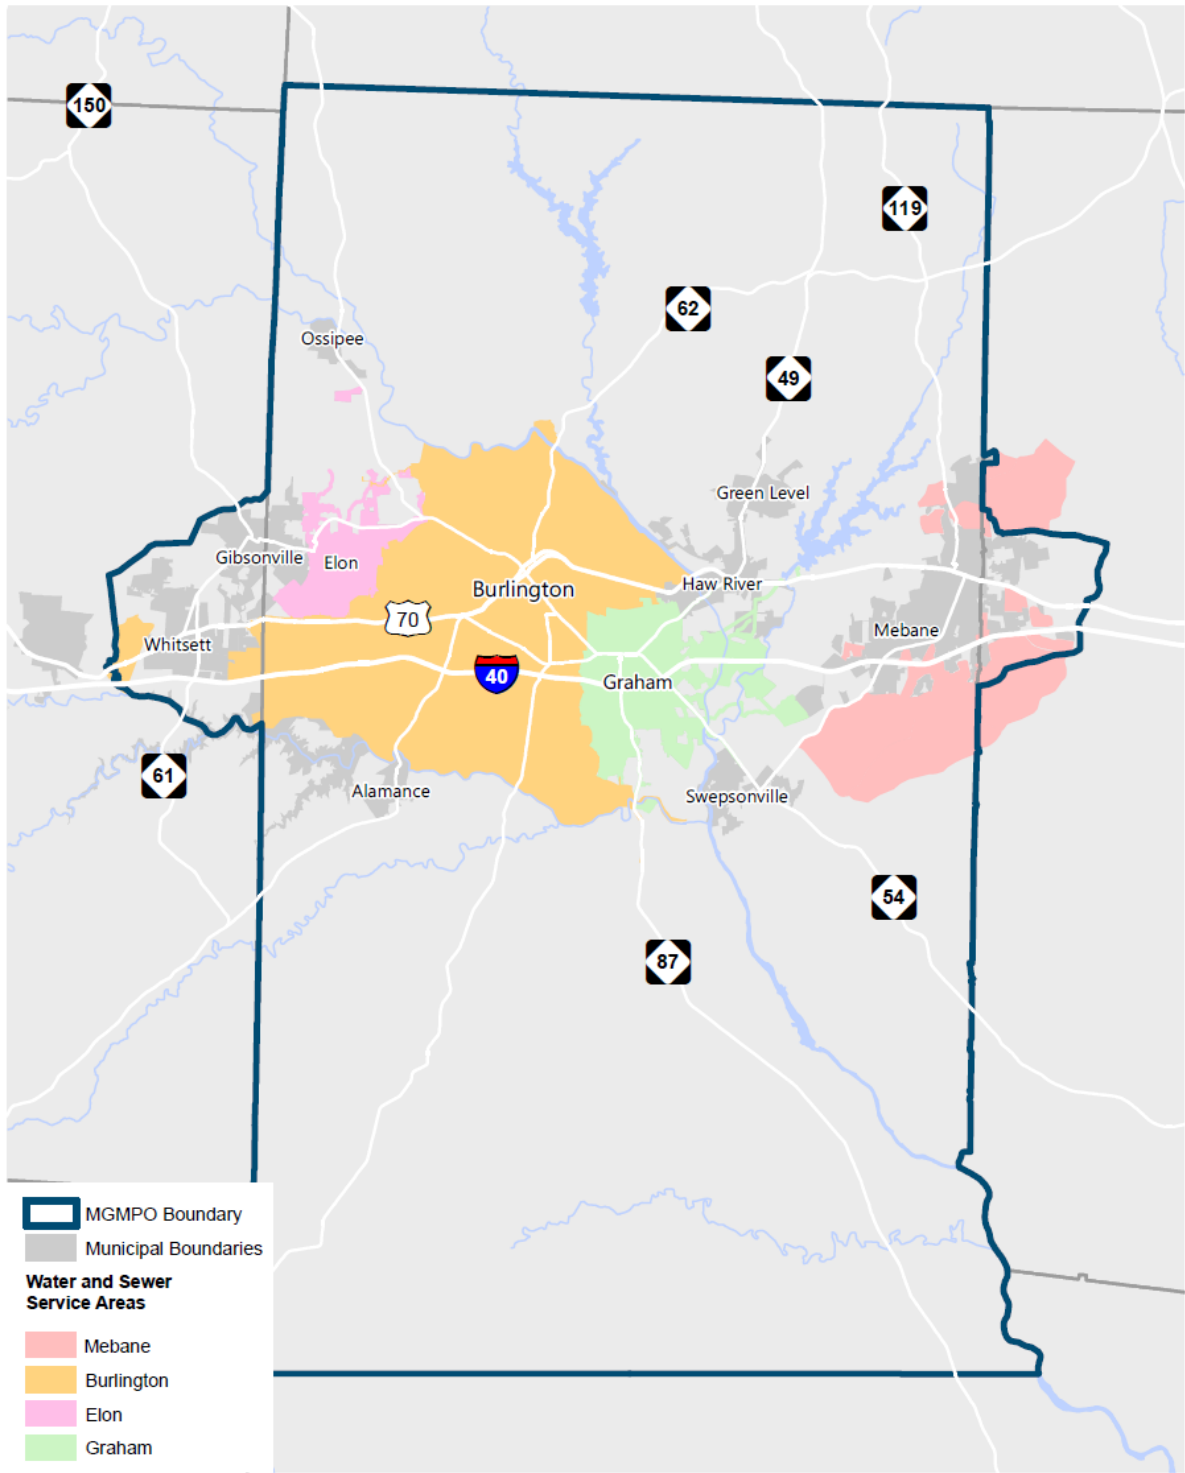 150
119
62
Ossipee
49
Green Level
Gibsonville
Elon
Burlington
Haw River
70
Whitsett
Mebane
40
Graham
61
Alamance
Swepsonville
54
87
MGMPO Boundary
Municipal Boundaries
Water and Sewer
Service Areas
Mebane
Burlington
Elon
Graham